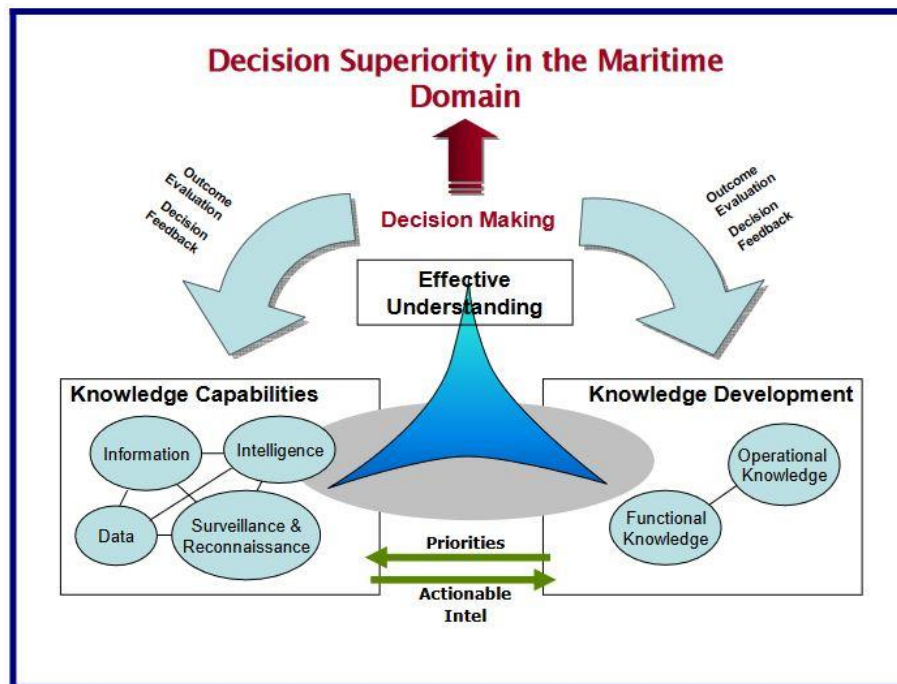 Decision Superiority in the Maritime
Domain
Outcome
Evaluation
Decision
Feedback
Outcome
Evaluation
Decision
Feedback
Decision Making
Effective
Understanding
Knowledge Capabilities
Information
Intelligence
Data
Surveillance &
Reconnaissance
Knowledge Development
Operational
Knowledge
Functional
Knowledge
Priorities
Actionable
Intel